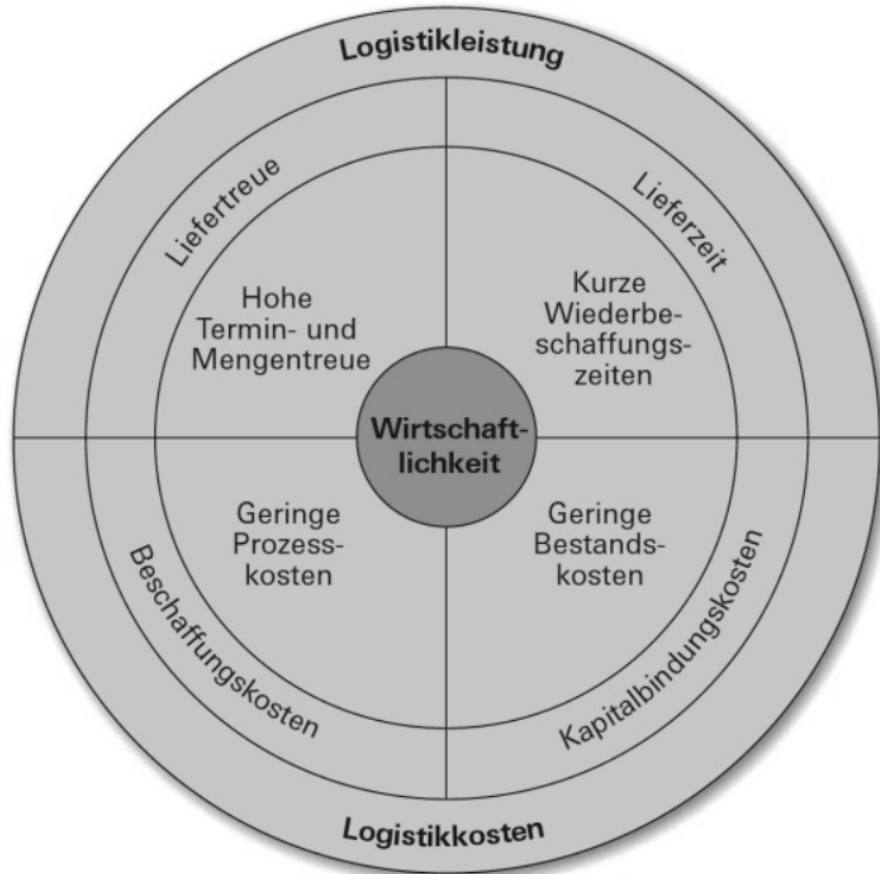 Logistikleistung
Liefertreue
Lieferzeit
Hohe
Termin- und
Mengentreue
Kurze
Wiederbe-
schaffungs-
zeiten
Wirtschaft-
lichkeit
Geringe
Prozess-
kosten
Geringe
Bestands-
kosten
Beschaffungskosten
Kapitalbindungskosten
Logistikkosten